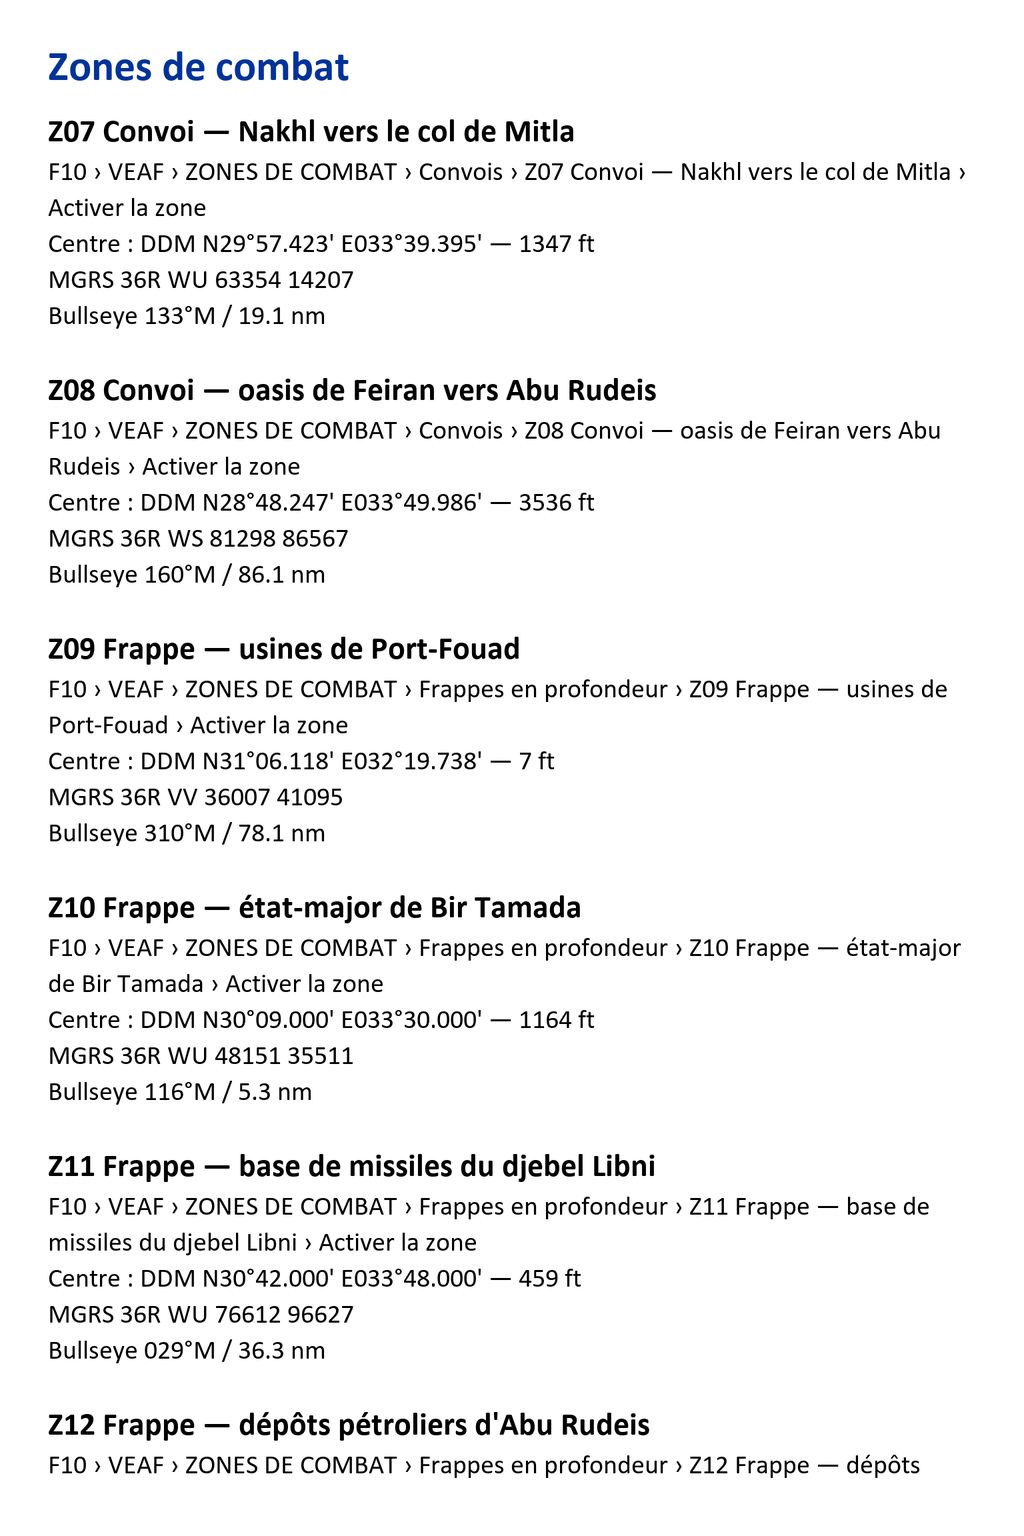 Zones de combat
Z07 Convoi — Nakhl vers le col de Mitla
F10 › VEAF › ZONES DE COMBAT › Convois › Z07 Convoi — Nakhl vers le col de Mitla ›
Activer la zone
Centre : DDM N29°57.423' E033°39.395' — 1347 ft
MGRS 36R WU 63354 14207
Bullseye 133°M / 19.1 nm
Z08 Convoi — oasis de Feiran vers Abu Rudeis
F10 › VEAF › ZONES DE COMBAT › Convois › Z08 Convoi — oasis de Feiran vers Abu
Rudeis › Activer la zone
Centre : DDM N28°48.247' E033°49.986' — 3536 ft
MGRS 36R WS 81298 86567
Bullseye 160°M / 86.1 nm
Z09 Frappe — usines de Port-Fouad
F10 › VEAF › ZONES DE COMBAT › Frappes en profondeur › Z09 Frappe — usines de
Port-Fouad › Activer la zone
Centre : DDM N31°06.118' E032°19.738' — 7 ft
MGRS 36R VV 36007 41095
Bullseye 310°M / 78.1 nm
Z10 Frappe — état-major de Bir Tamada
F10 › VEAF › ZONES DE COMBAT › Frappes en profondeur › Z10 Frappe — état-major
de Bir Tamada › Activer la zone
Centre : DDM N30°09.000' E033°30.000' — 1164 ft
MGRS 36R WU 48151 35511
Bullseye 116°M / 5.3 nm
Z11 Frappe — base de missiles du djebel Libni
F10 › VEAF › ZONES DE COMBAT › Frappes en profondeur › Z11 Frappe — base de
missiles du djebel Libni › Activer la zone
Centre : DDM N30°42.000' E033°48.000' — 459 ft
MGRS 36R WU 76612 96627
Bullseye 029°M / 36.3 nm
Z12 Frappe — dépôts pétroliers d'Abu Rudeis
F10 › VEAF › ZONES DE COMBAT › Frappes en profondeur › Z12 Frappe — dépôts